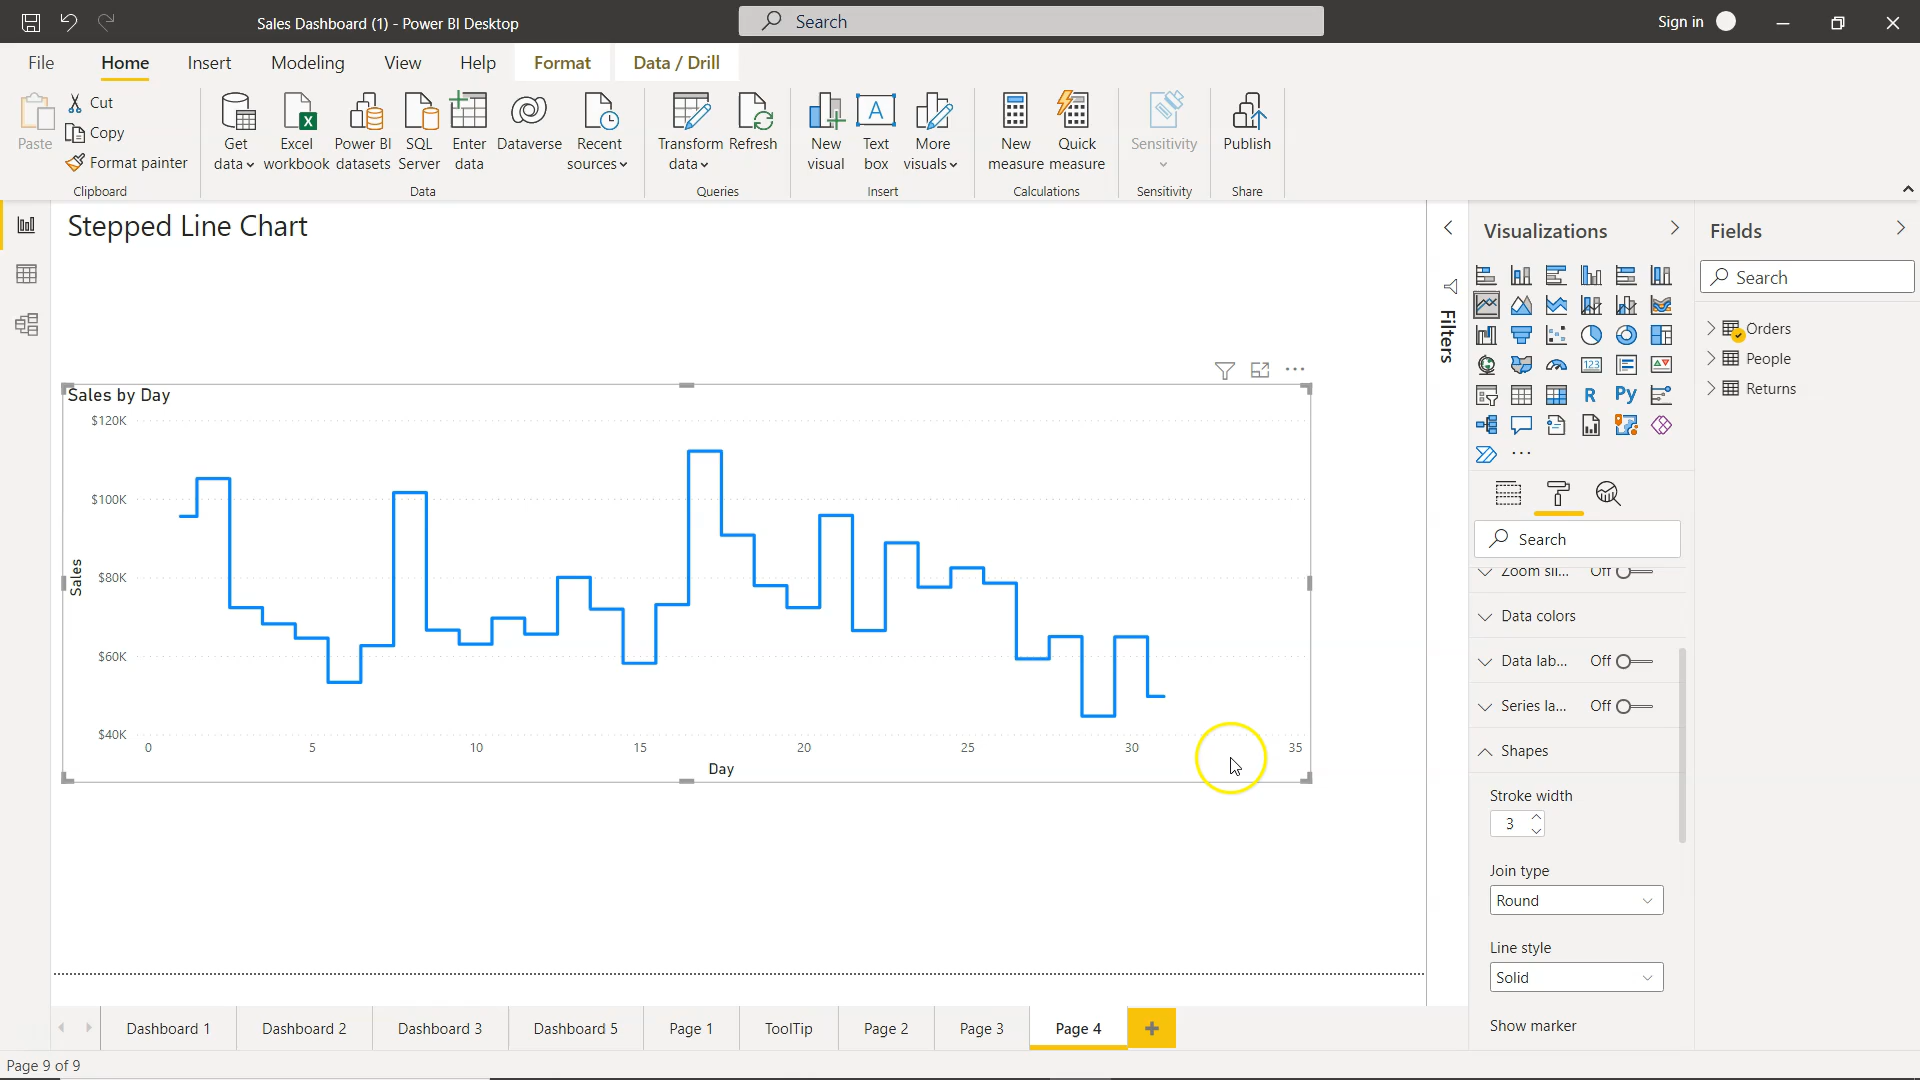 Sales Dashboard (1) - Power BI Desktop
Search
Sign in
File Home Insert Modeling View Help Format Data / Drill
Paste
Cut
Copy
Format painter
Clipboard
Get data
Excel workbook
Power BI datasets
SQL Server
Enter data
Dataverse
Recent sources
Data
Transform data
Refresh
Queries
New visual
Text box
More visuals
Insert
New measure
Quick measure
Calculations
Sensitivity
Sensitivity
Publish
Share
Stepped Line Chart
Sales by Day
$120K
$100K
$80K
$60K
$40K
Sales
0 5 10 15 20 25 30 35
Day
Filters
Visualizations
R
Py
123
Search
Zoom sli... Off
Data colors
Data lab... Off
Series la... Off
Shapes
Stroke width
3
Join type
Round
Line style
Solid
Show marker
Fields
Search
Orders
People
Returns
Dashboard 1 Dashboard 2 Dashboard 3 Dashboard 5 Page 1 ToolTip Page 2 Page 3 Page 4
Page 9 of 9